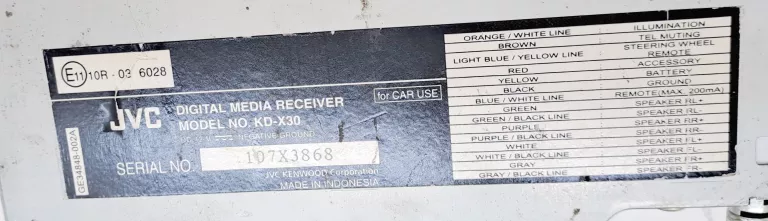 E11 10R - 03 6028
JVC
DIGITAL MEDIA RECEIVER
MODEL NO. KD-X30
for CAR USE
NEGATIVE GROUND
SERIAL NO. 107X3868
JVC KENWOOD Corporation
MADE IN INDONESIA
GE34848-002A
ORANGE / WHITE LINE ILLUMINATION
BROWN TEL MUTING
LIGHT BLUE / YELLOW LINE STEERING WHEEL REMOTE
RED ACCESSORY
YELLOW BATTERY
BLACK GROUND
BLUE / WHITE LINE REMOTE(MAX. 200mA)
GREEN SPEAKER RL+
GREEN / BLACK LINE SPEAKER RL-
PURPLE SPEAKER RR+
PURPLE / BLACK LINE SPEAKER RR-
WHITE SPEAKER FL+
WHITE / BLACK LINE SPEAKER FL-
GRAY SPEAKER FR+
GRAY / BLACK LINE SPEAKER FR-